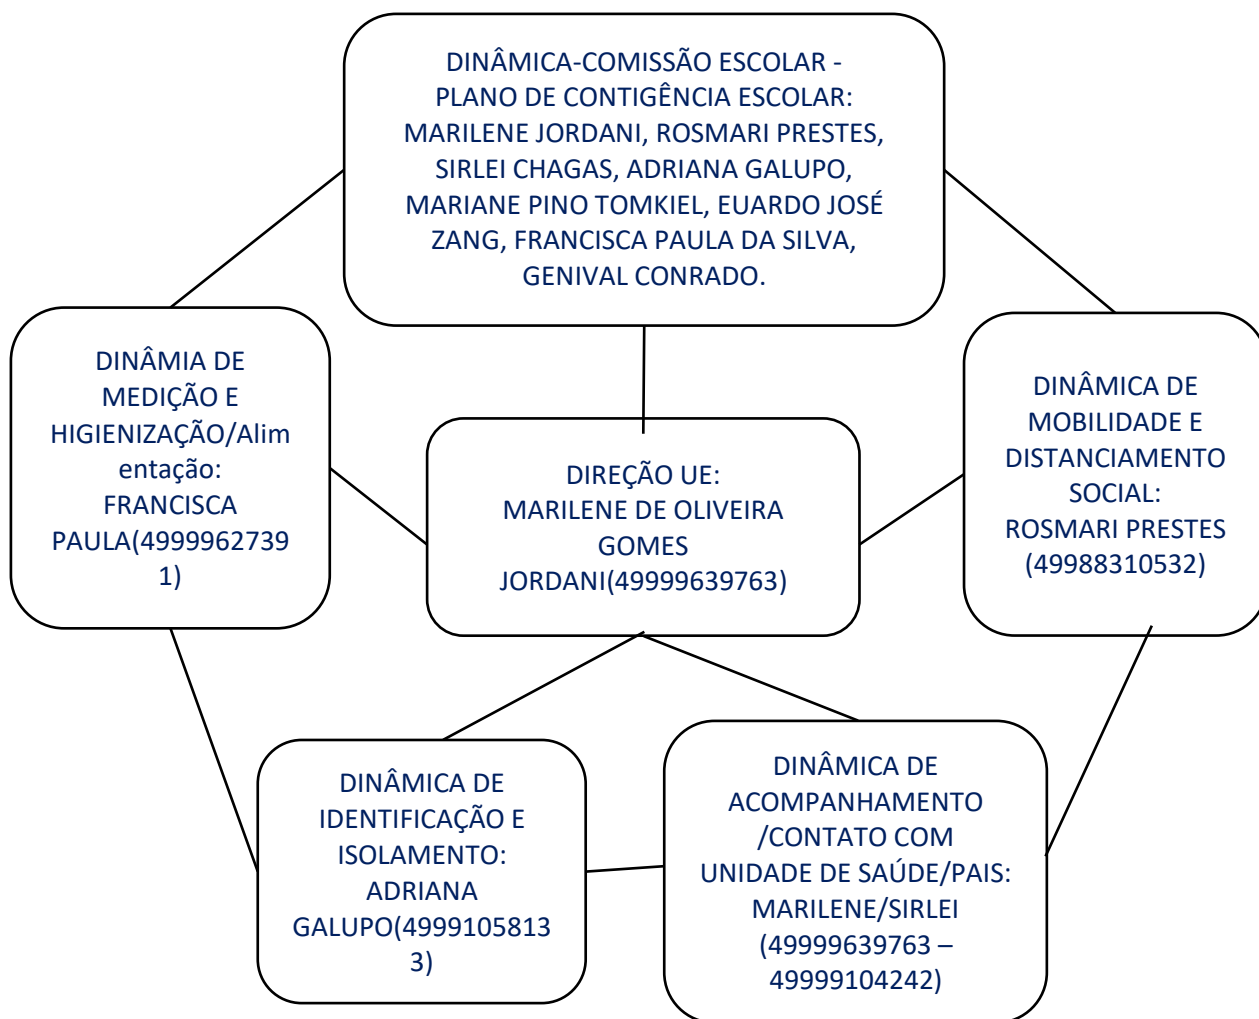 DINÂMICA-COMISSÃO ESCOLAR -
PLANO DE CONTIGÊNCIA ESCOLAR:
MARILENE JORDANI, ROSMARI PRESTES,
SIRLEI CHAGAS, ADRIANA GALUPO,
MARIANE PINO TOMKIEL, EUARDO JOSÉ
ZANG, FRANCISCA PAULA DA SILVA,
GENIVAL CONRADO.
DINÂMIA DE
MEDIÇÃO E
HIGIENIZAÇÃO/Alim
entação:
FRANCISCA
PAULA(4999962739
1)
DIREÇÃO UE:
MARILENE DE OLIVEIRA
GOMES
JORDANI(49999639763)
DINÂMICA DE
MOBILIDADE E
DISTANCIAMENTO
SOCIAL:
ROSMARI PRESTES
(49988310532)
DINÂMICA DE
IDENTIFICAÇÃO E
ISOLAMENTO:
ADRIANA
GALUPO(4999105813
3)
DINÂMICA DE
ACOMPANHAMENTO
/CONTATO COM
UNIDADE DE SAÚDE/PAIS:
MARILENE/SIRLEI
(49999639763 –
49999104242)